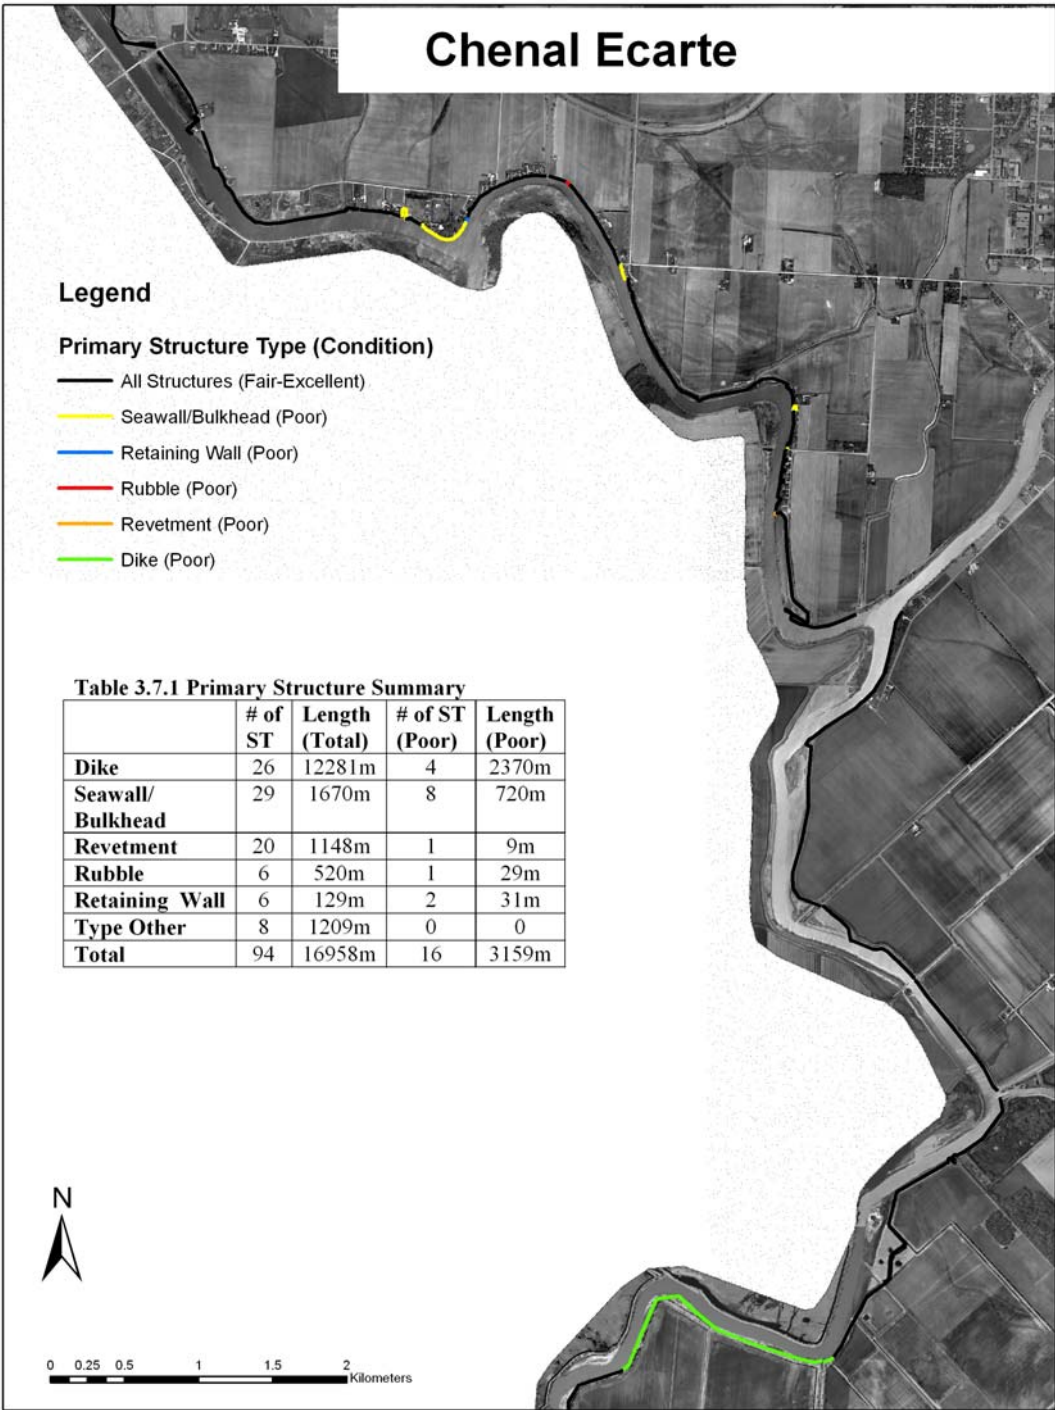 Chenal Ecarte
Legend
Primary Structure Type (Condition)
All Structures (Fair-Excellent)
Seawall/Bulkhead (Poor)
Retaining Wall (Poor)
Rubble (Poor)
Revetment (Poor)
Dike (Poor)
Table 3.7.1 Primary Structure Summary
# of ST Length (Total) # of ST (Poor) Length (Poor)
Dike 26 12281m 4 2370m
Seawall/ Bulkhead 29 1670m 8 720m
Revetment 20 1148m 1 9m
Rubble 6 520m 1 29m
Retaining Wall 6 129m 2 31m
Type Other 8 1209m 0 0
Total 94 16958m 16 3159m
N
0 0.25 0.5 1 1.5 2
Kilometers